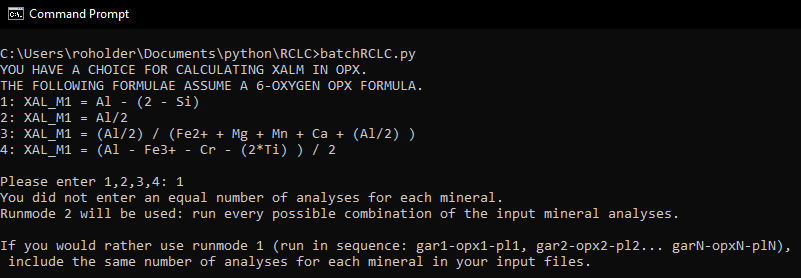 Command Prompt
C:\Users\roholder\Documents\python\RCLC>batchRCLC.py
YOU HAVE A CHOICE FOR CALCULATING XALM IN OPX.
THE FOLLOWING FORMULAE ASSUME A 6-OXYGEN OPX FORMULA.
1: XAL_M1 = Al - (2 - Si)
2: XAL_M1 = Al/2
3: XAL_M1 = (Al/2) / (Fe2+ + Mg + Mn + Ca + (Al/2) )
4: XAL_M1 = (Al - Fe3+ - Cr - (2*Ti) ) / 2
Please enter 1,2,3,4: 1
You did not enter an equal number of analyses for each mineral.
Runmode 2 will be used: run every possible combination of the input mineral analyses.
If you would rather use runmode 1 (run in sequence: gar1-opx1-pl1, gar2-opx2-pl2... garN-opxN-plN),
include the same number of analyses for each mineral in your input files.